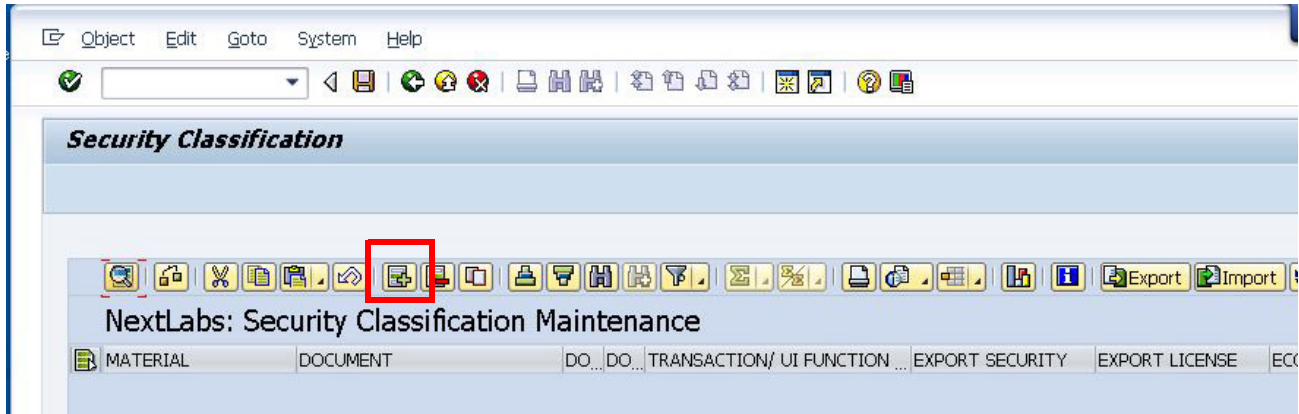 Object Edit Goto System Help
Security Classification
Export Import
NextLabs: Security Classification Maintenance
MATERIAL DOCUMENT DO... DO... TRANSACTION/ UI FUNCTION ... EXPORT SECURITY EXPORT LICENSE ECC